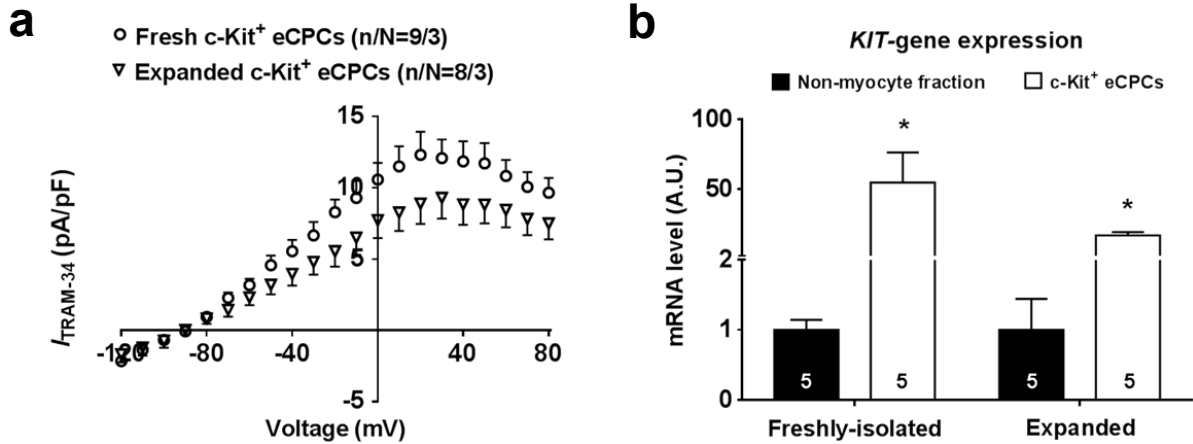 a
Fresh c-Kit⁺ eCPCs (n/N=9/3)
Expanded c-Kit⁺ eCPCs (n/N=8/3)
15
10
5
-5
-120
-80
-40
40
80
I_TRAM-34 (pA/pF)
Voltage (mV)
b
KIT-gene expression
Non-myocyte fraction
c-Kit⁺ eCPCs
100
50
2
1
0
mRNA level (A.U.)
*
*
5
5
5
5
Freshly-isolated
Expanded